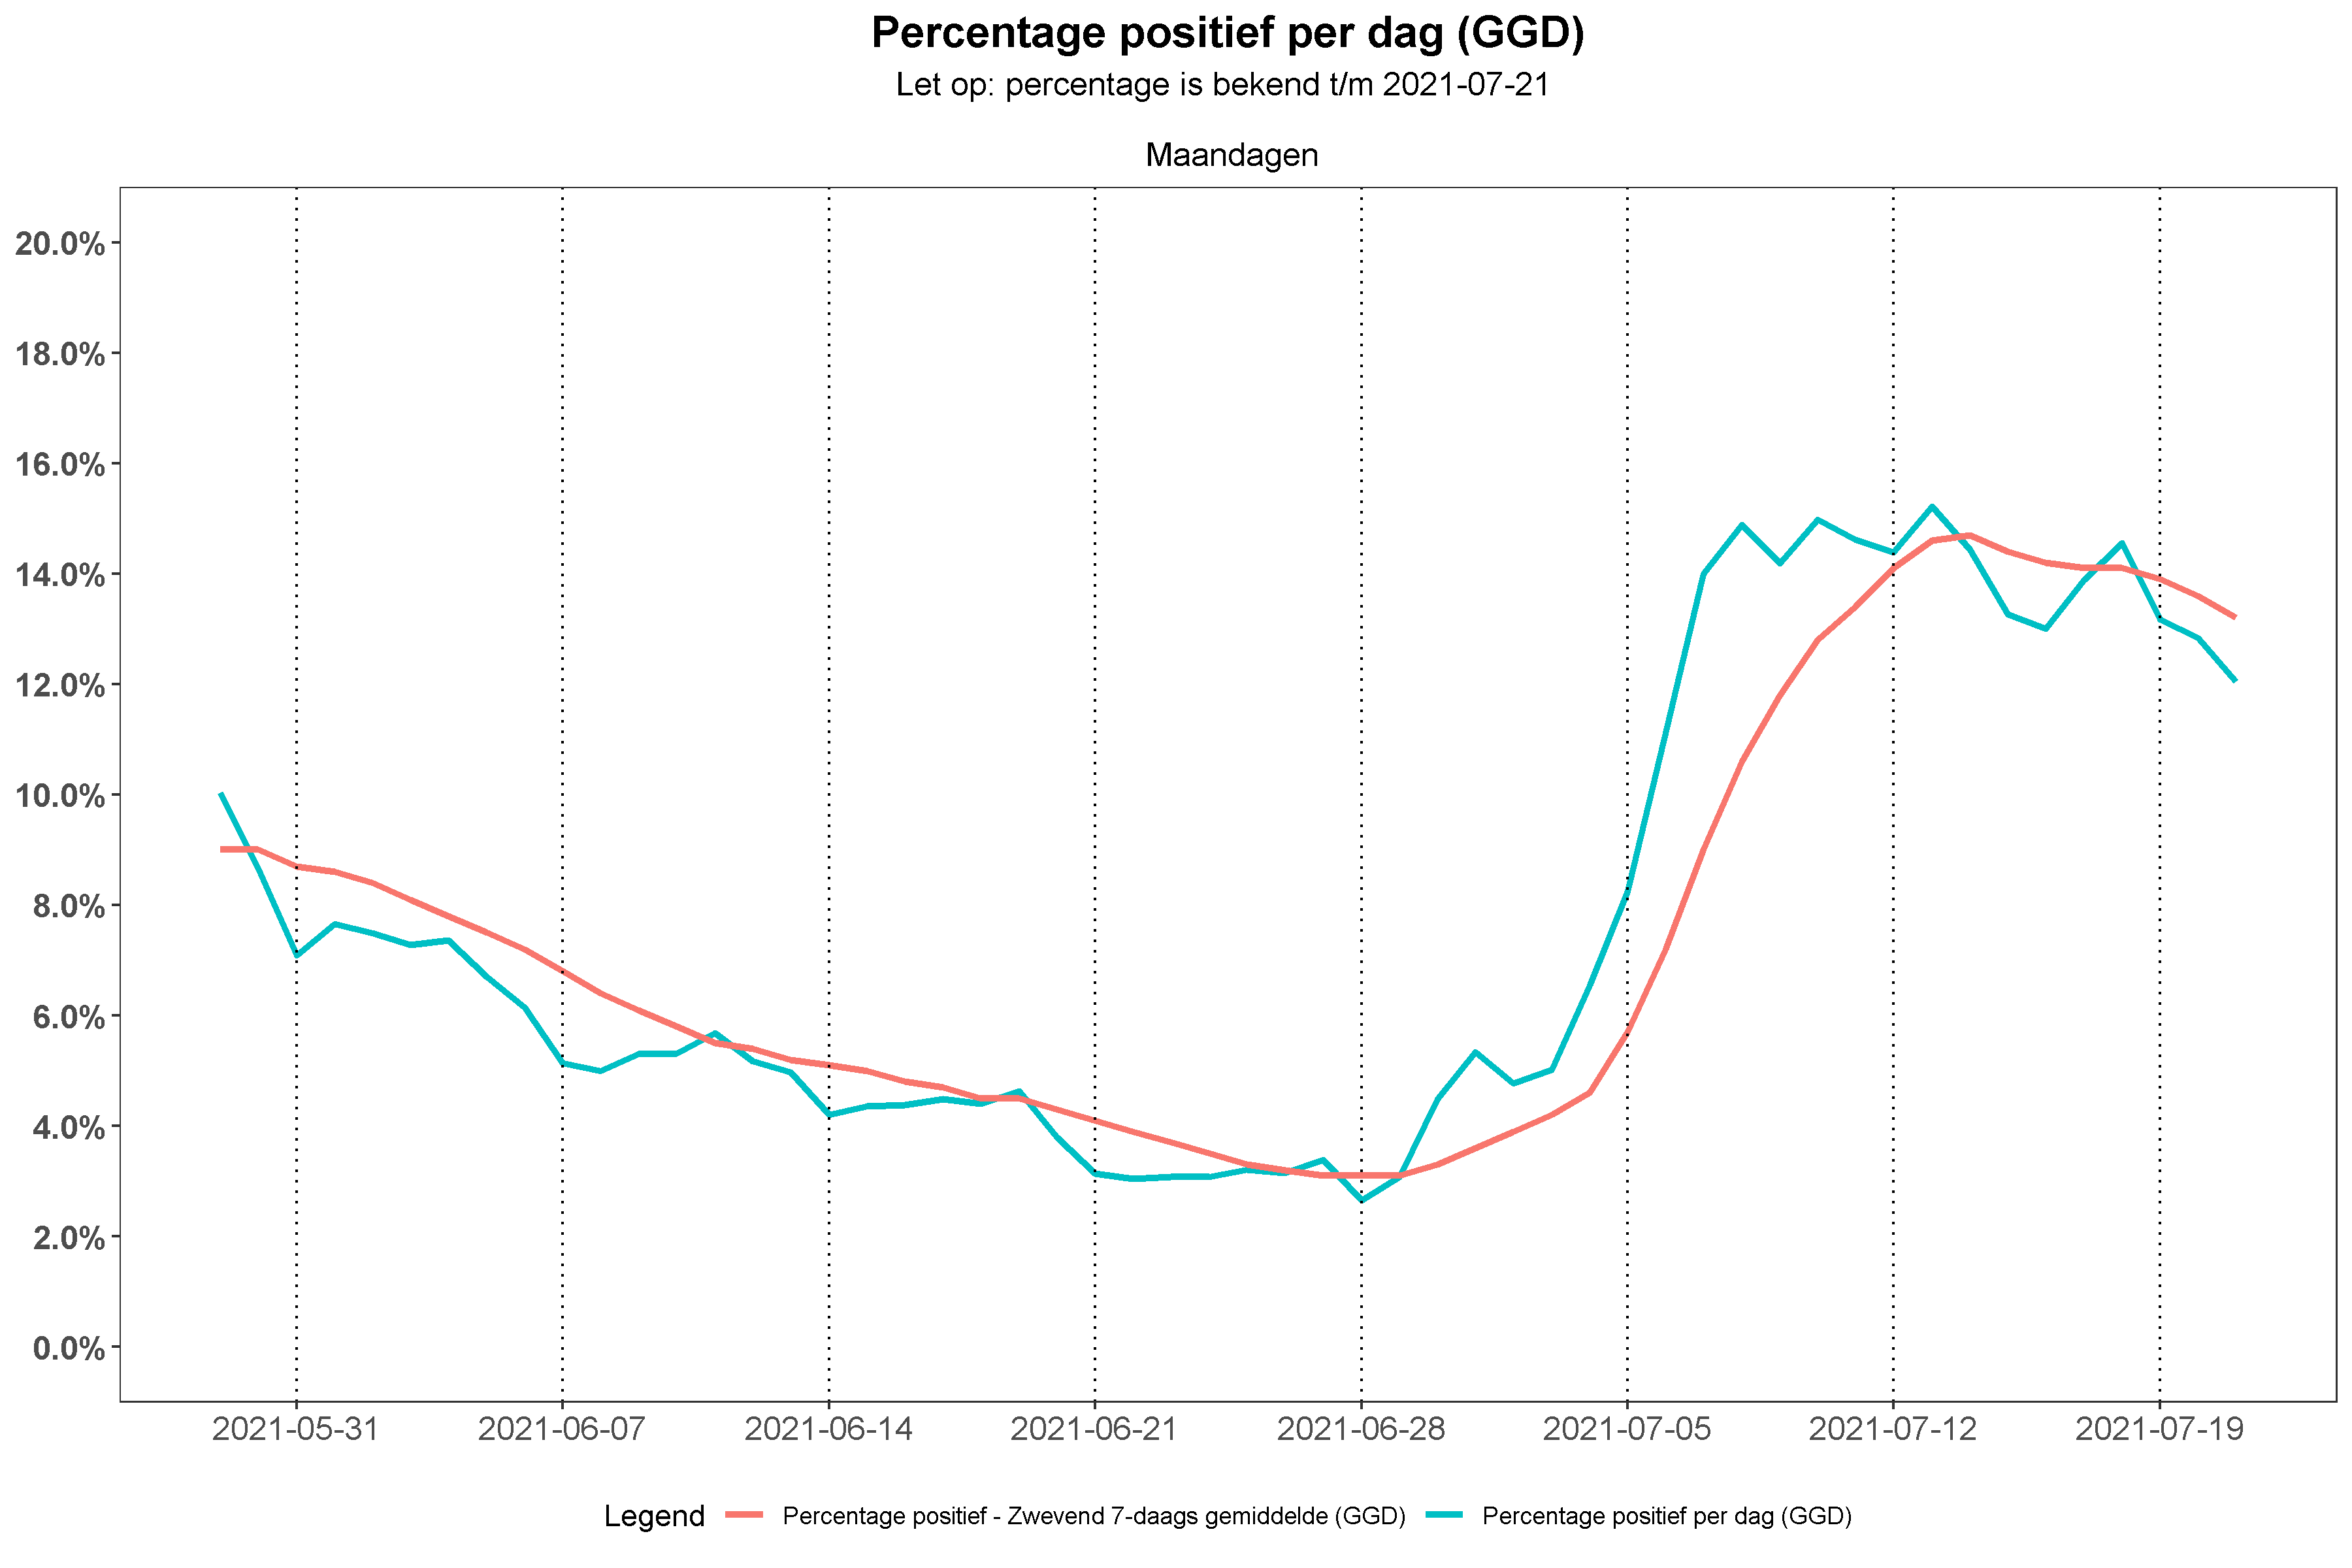 Percentage positief per dag (GGD)
Let op: percentage is bekend t/m 2021-07-21
Maandagen
20.0%
18.0%
16.0%
14.0%
12.0%
10.0%
8.0%
6.0%
4.0%
2.0%
0.0%
2021-05-31 2021-06-07 2021-06-14 2021-06-21 2021-06-28 2021-07-05 2021-07-12 2021-07-19
Legend Percentage positief - Zwevend 7-daags gemiddelde (GGD) Percentage positief per dag (GGD)